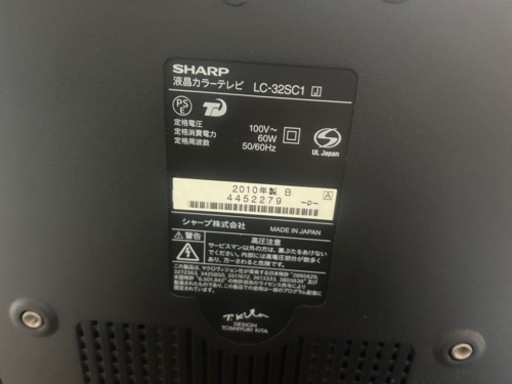 SHARP
液晶カラーテレビ LC-32SC1 J
PS
E
定格電圧 100V～
定格消費電力 60W
定格周波数 50/60Hz
UL Japan
2010年製 B A
4452279 -p-
シャープ株式会社 MADE IN JAPAN
警告 高圧注意
サービスマン以外の方は、裏ぶたをあけないでください。内部には高電圧部分が数多くあり、万一さわると危険です。
DESIGN
TOSHIYUKI KITA